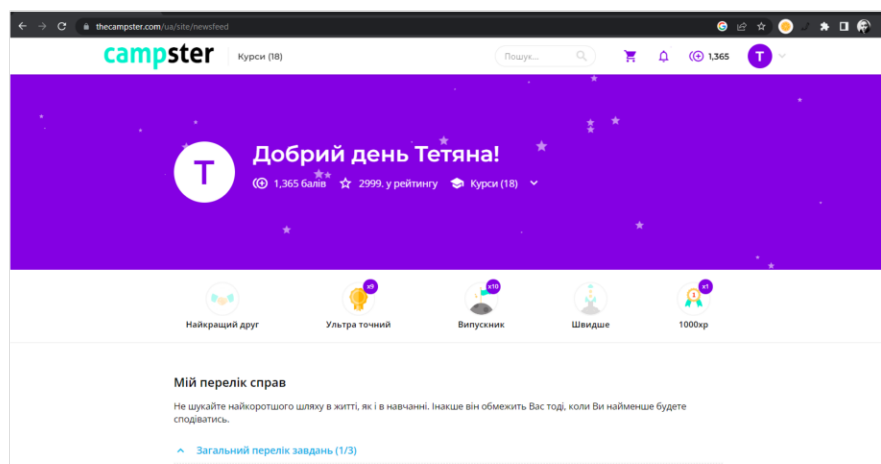 thecampster.com/ua/site/newsfeed
campster
Курси (18)
Пошук...
1,365
T
Добрий день Тетяна!
T
1,365 балів
2999. у рейтингу
Курси (18)
x9
x10
x1
1
Найкращий друг
Ультра точний
Випускник
Швидше
1000xp
Мій перелік справ
Не шукайте найкоротшого шляху в житті, як і в навчанні. Інакше він обмежить Вас тоді, коли Ви найменше будете
сподіватись.
Загальний перелік завдань (1/3)